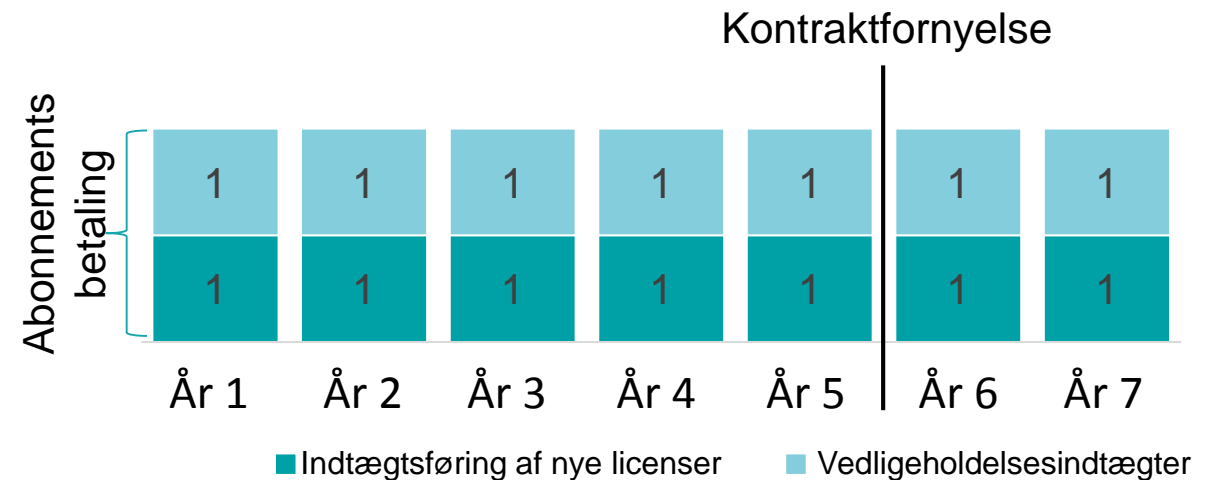 Kontraktfornyelse
Abonnements
betaling
1 1 1 1 1 1 1
1 1 1 1 1 1 1
År 1 År 2 År 3 År 4 År 5 År 6 År 7
Indtægtsføring af nye licenser Vedligeholdelsesindtægter